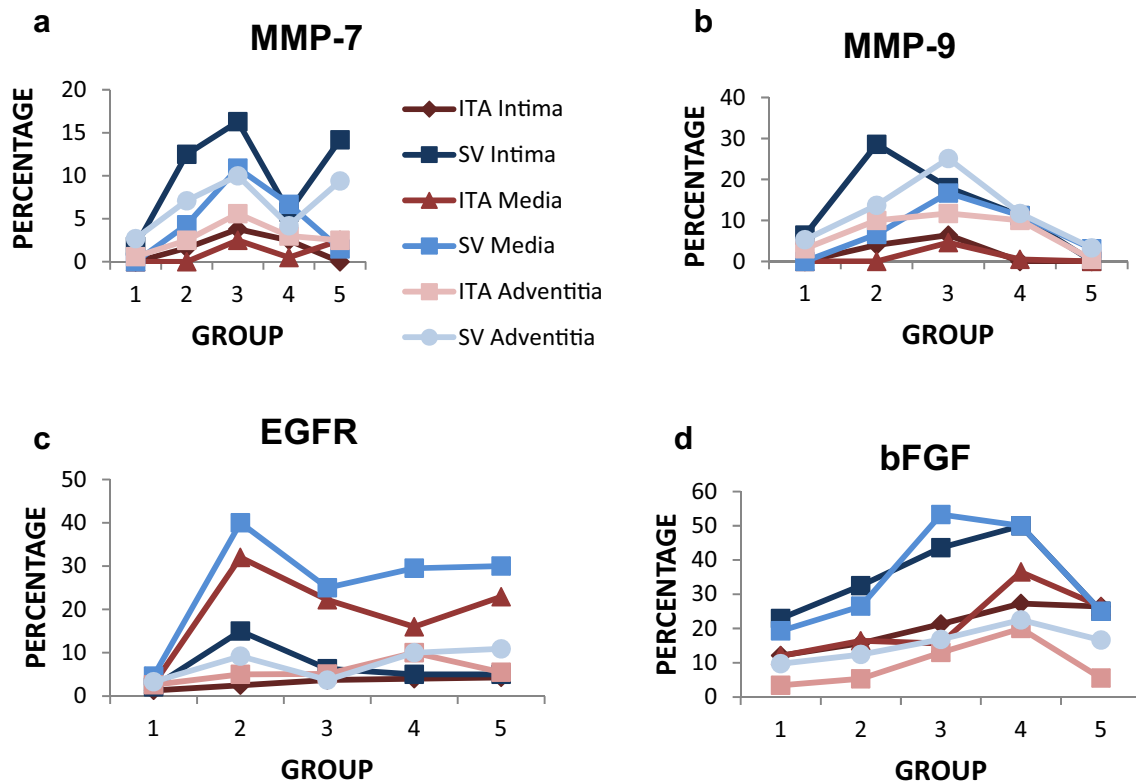 a
MMP-7
PERCENTAGE
20
15
10
5
0
1 2 3 4 5
GROUP
ITA Intima
SV Intima
ITA Media
SV Media
ITA Adventitia
SV Adventitia
b
MMP-9
PERCENTAGE
40
30
20
10
0
1 2 3 4 5
GROUP
c
EGFR
PERCENTAGE
50
40
30
20
10
0
1 2 3 4 5
GROUP
d
bFGF
PERCENTAGE
60
50
40
30
20
10
0
1 2 3 4 5
GROUP